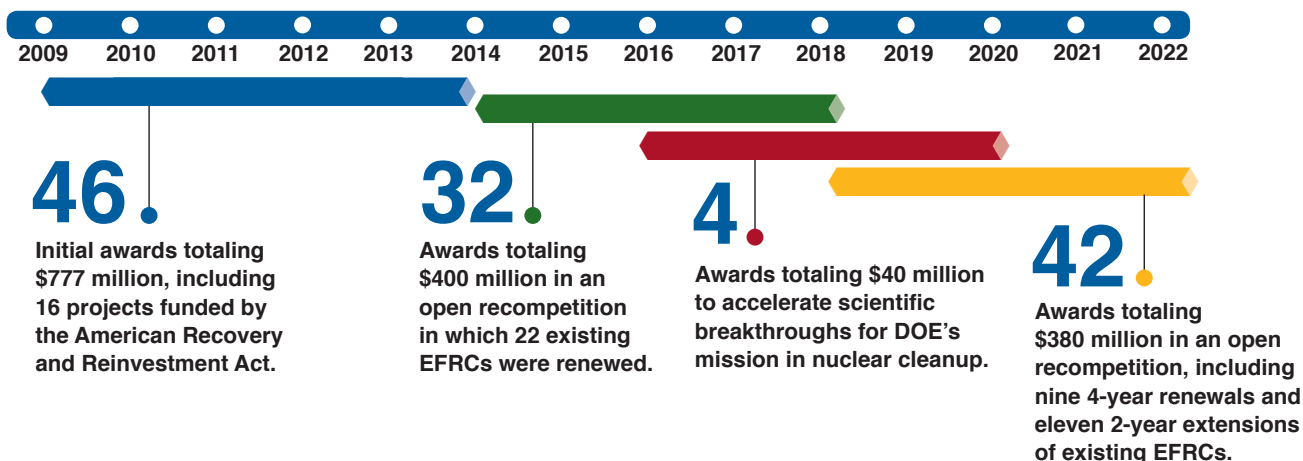 2009 2010 2011 2012 2013 2014 2015 2016 2017 2018 2019 2020 2021 2022
46
Initial awards totaling
$777 million, including
16 projects funded by
the American Recovery
and Reinvestment Act.
32
Awards totaling
$400 million in an
open recompetition
in which 22 existing
EFRCs were renewed.
4
Awards totaling $40 million
to accelerate scientific
breakthroughs for DOE’s
mission in nuclear cleanup.
42
Awards totaling
$380 million in an open
recompetition, including
nine 4-year renewals and
eleven 2-year extensions
of existing EFRCs.